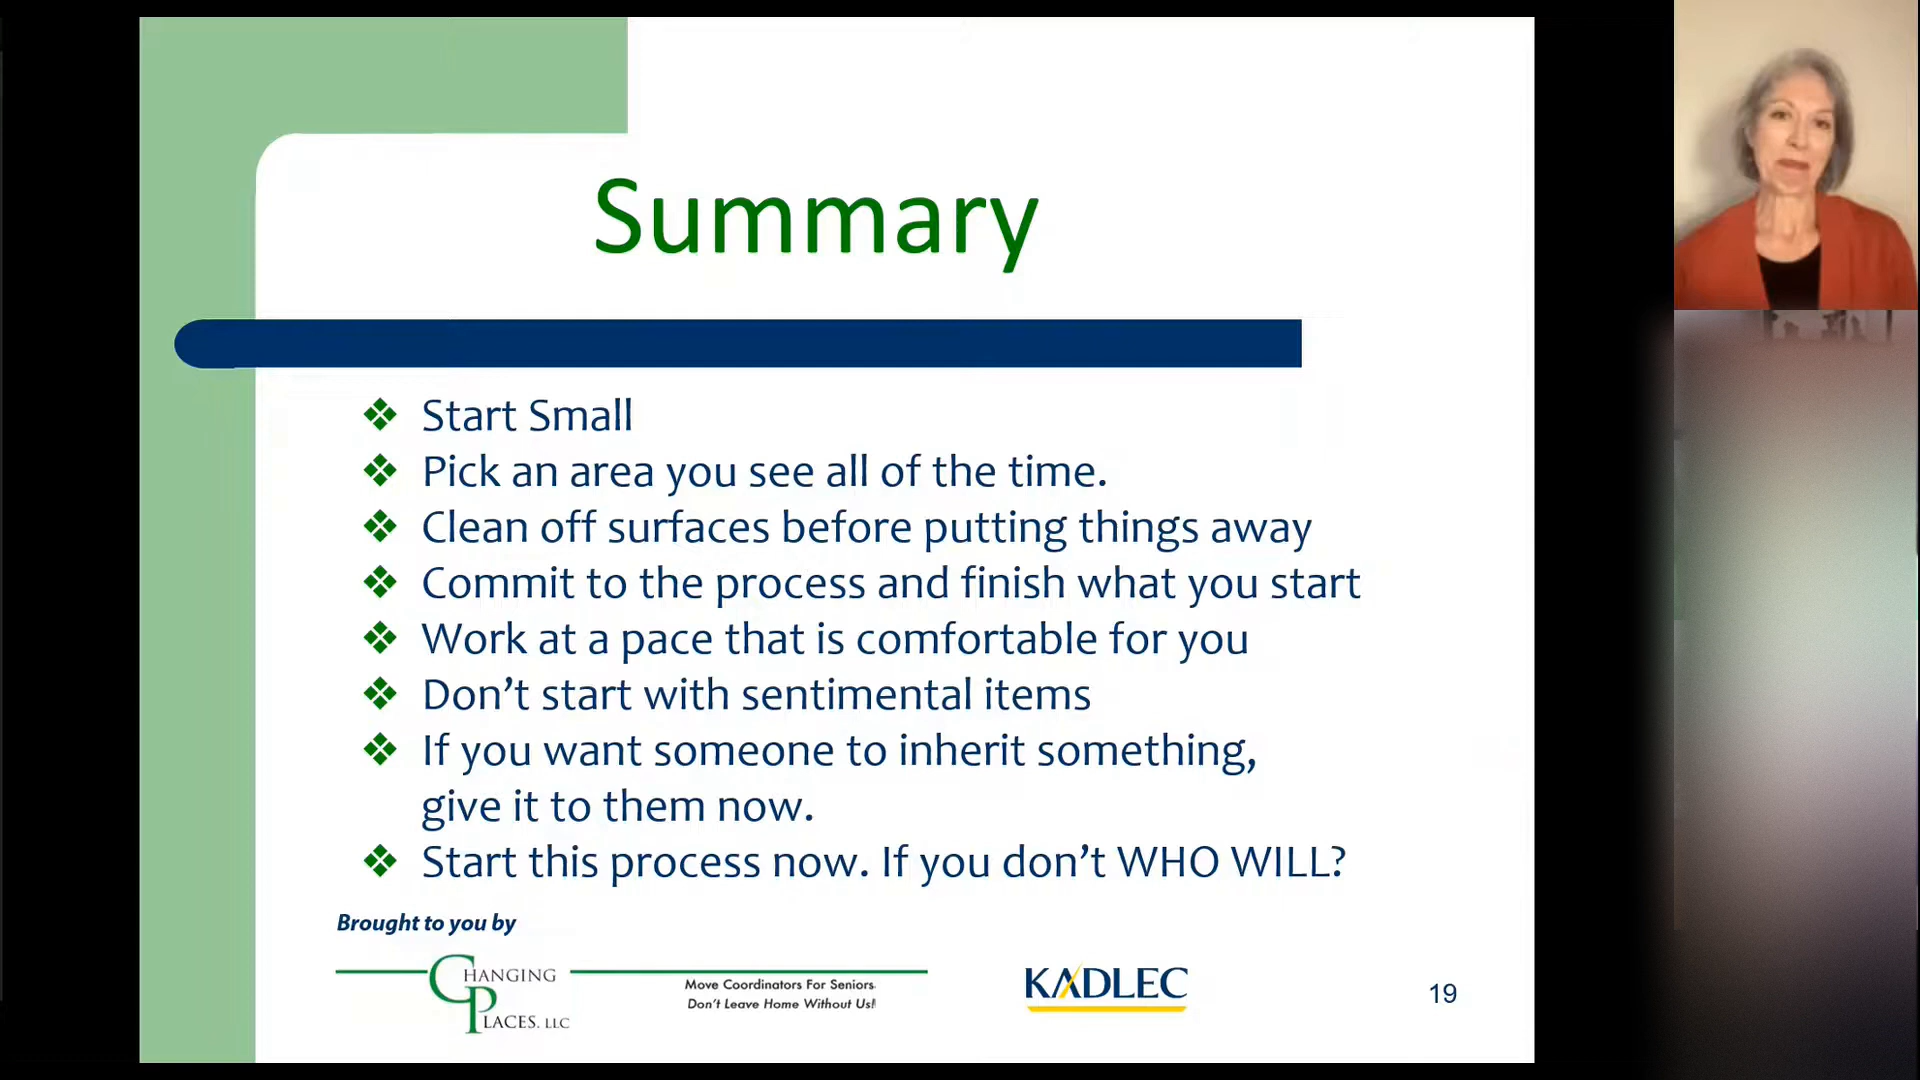 Summary
Start Small
Pick an area you see all of the time.
Clean off surfaces before putting things away
Commit to the process and finish what you start
Work at a pace that is comfortable for you
Don’t start with sentimental items
If you want someone to inherit something,
give it to them now.
Start this process now. If you don’t WHO WILL?
Brought to you by
CHANGING
PLACES, LLC
Move Coordinators For Seniors
Don't Leave Home Without Us!
KADLEC
19